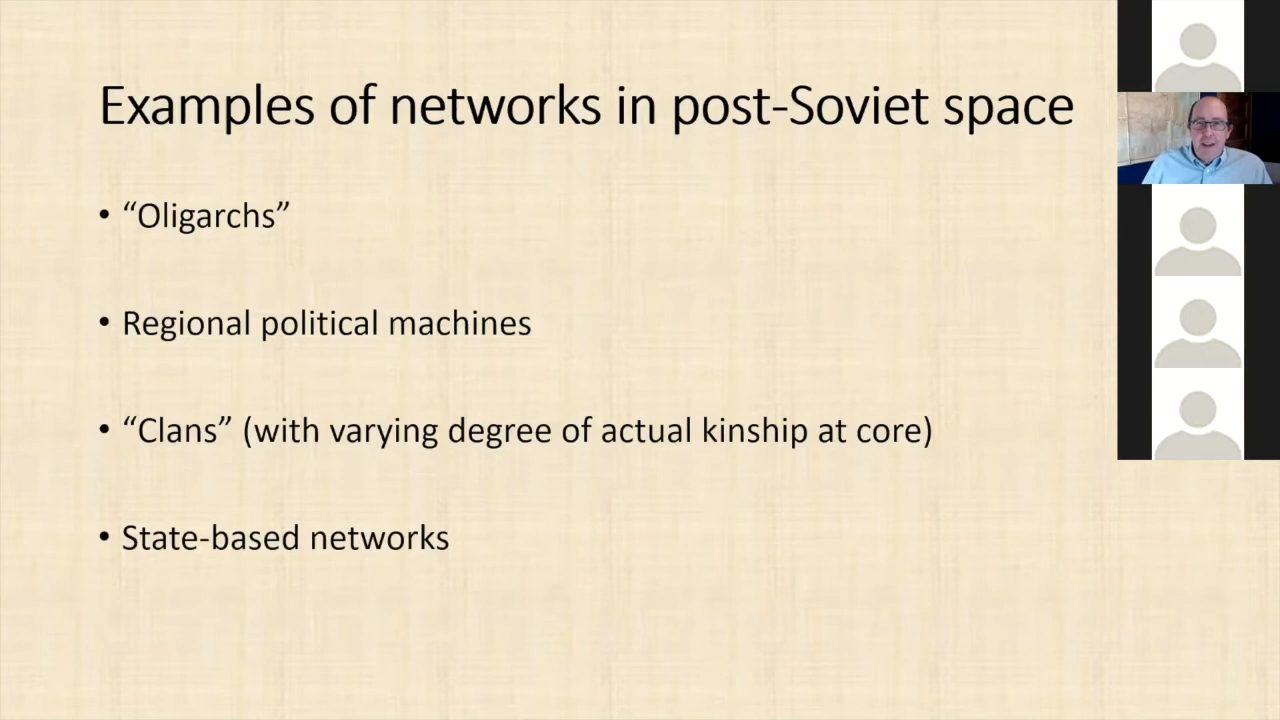 Examples of networks in post-Soviet space
• “Oligarchs”
• Regional political machines
• “Clans” (with varying degree of actual kinship at core)
• State-based networks